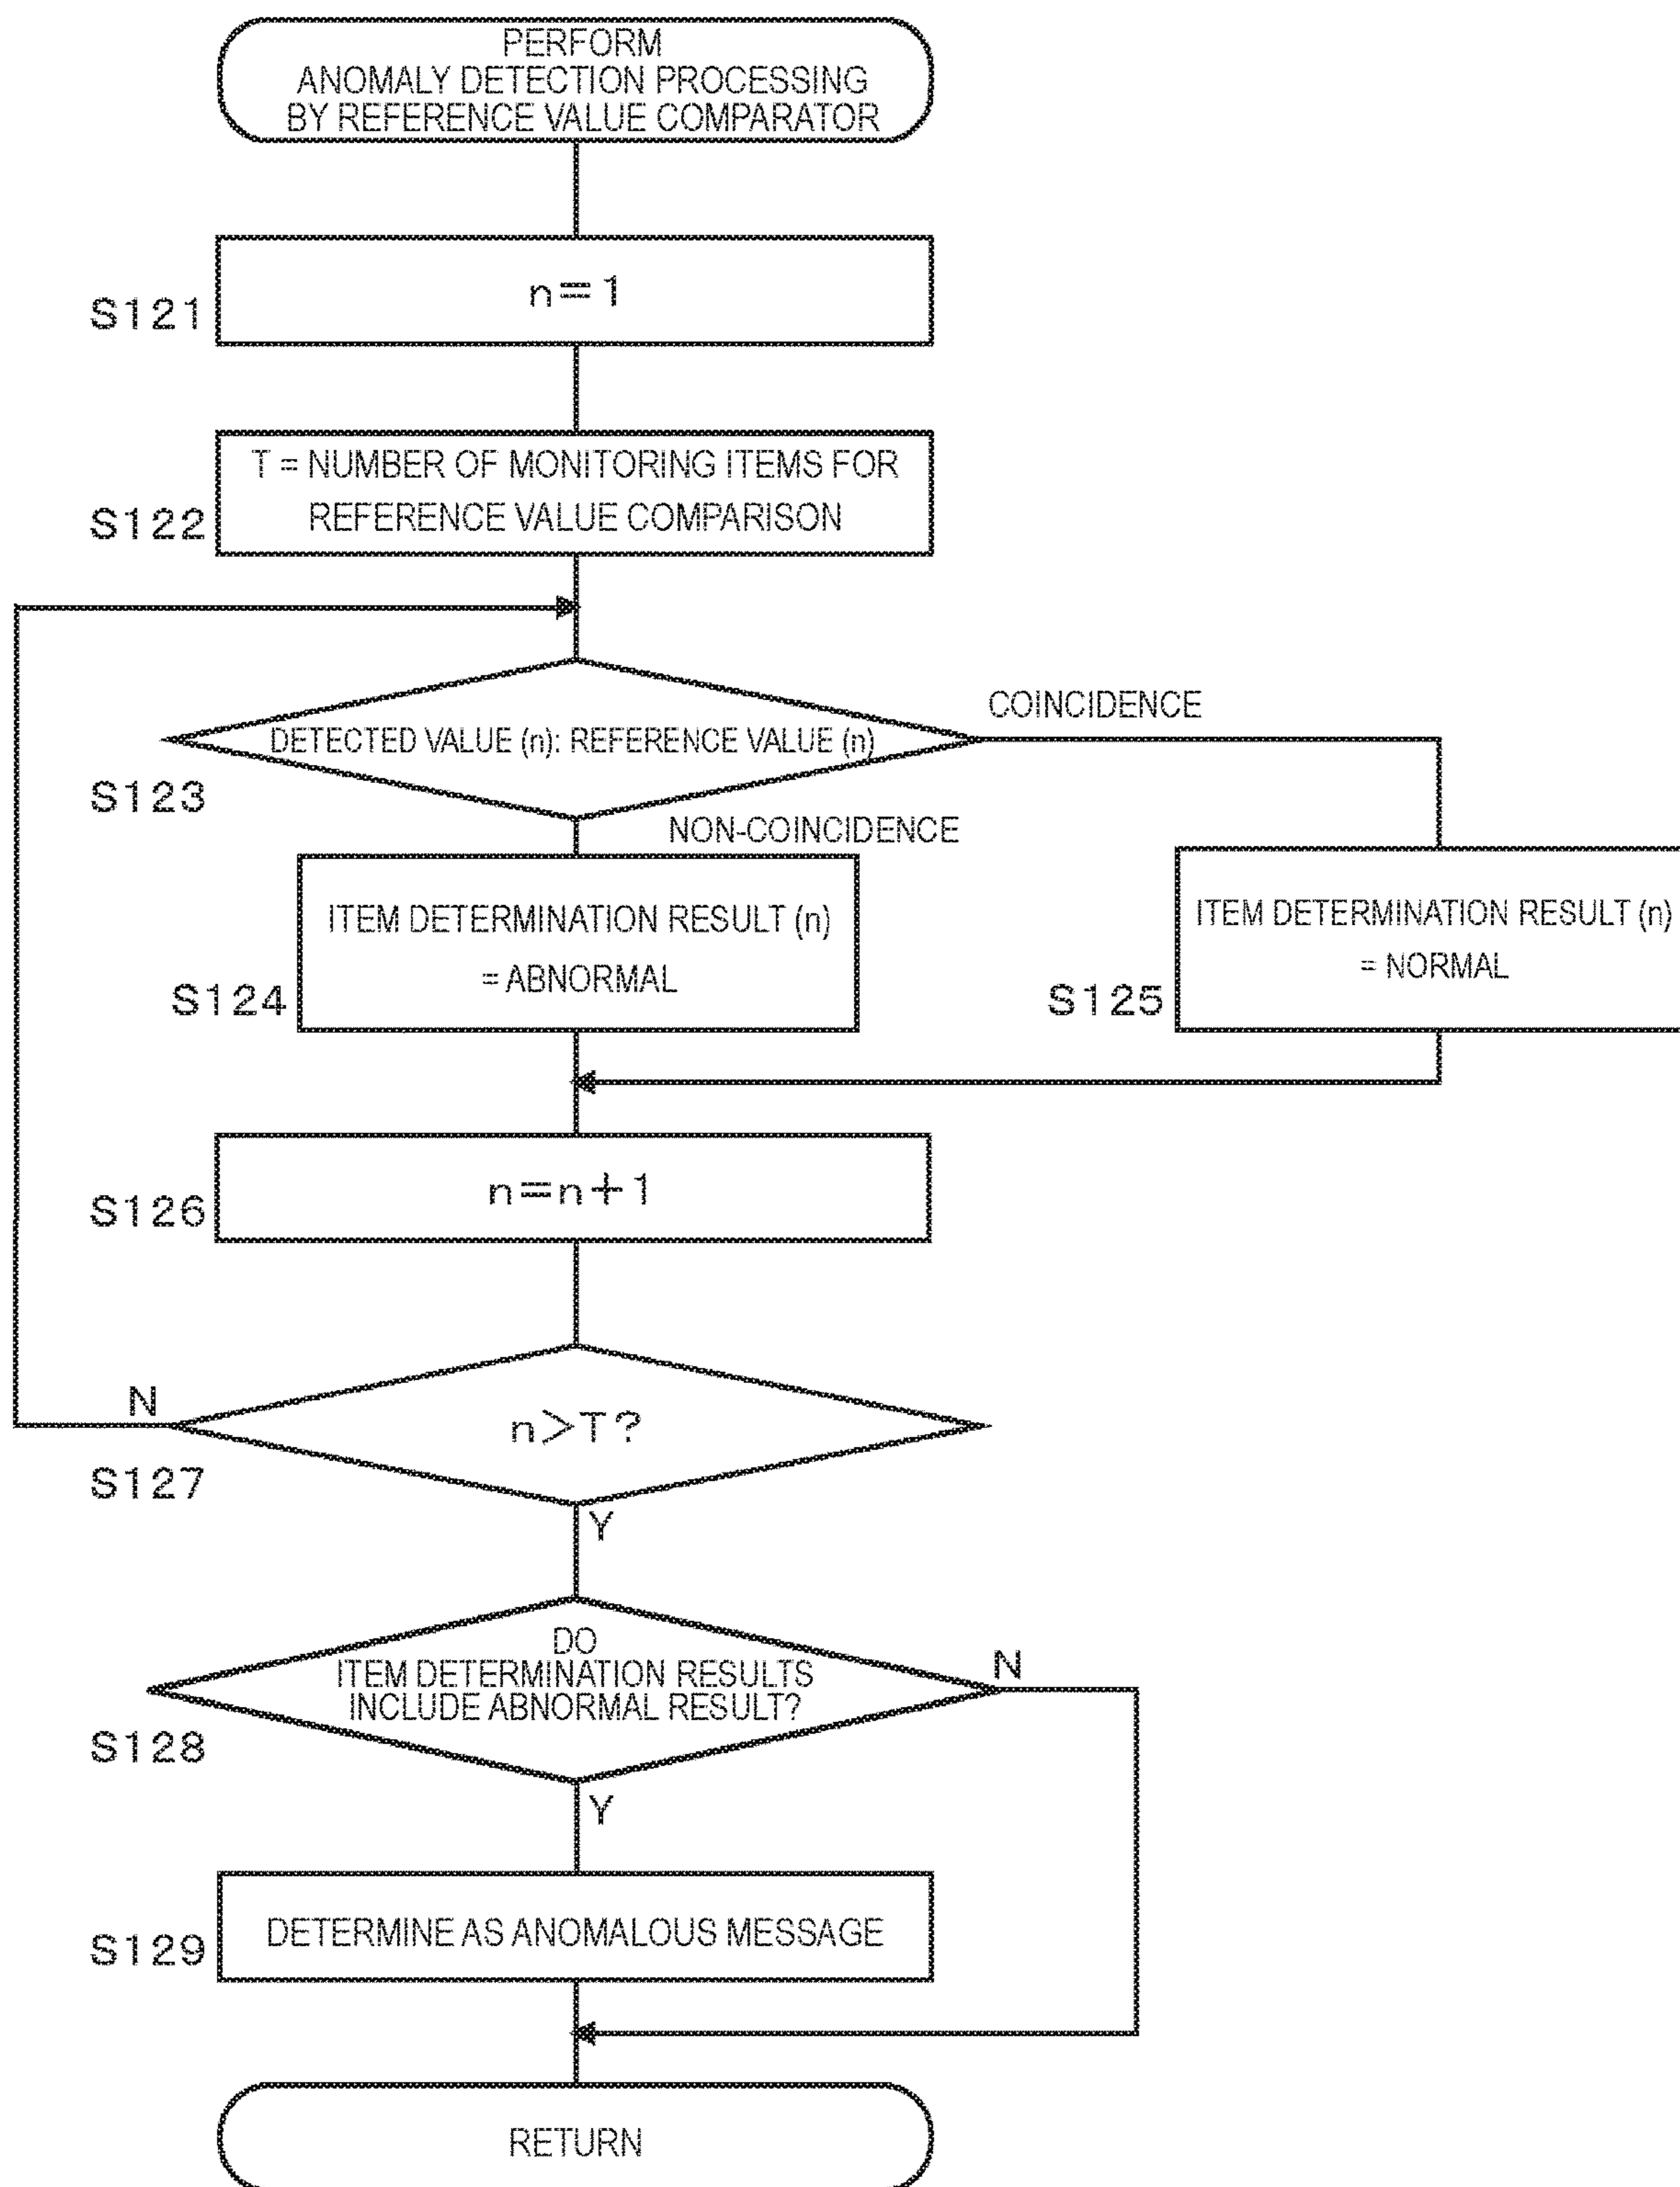 PERFORM
ANOMALY DETECTION PROCESSING
BY REFERENCE VALUE COMPARATOR
S121
n=1
S122
T = NUMBER OF MONITORING ITEMS FOR
REFERENCE VALUE COMPARISON
S123
DETECTED VALUE (n): REFERENCE VALUE (n)
COINCIDENCE
NON-COINCIDENCE
S124
ITEM DETERMINATION RESULT (n)
= ABNORMAL
S125
ITEM DETERMINATION RESULT (n)
= NORMAL
S126
n=n+1
N
S127
n>T?
Y
S128
DO
ITEM DETERMINATION RESULTS
INCLUDE ABNORMAL RESULT?
N
Y
S129
DETERMINE AS ANOMALOUS MESSAGE
RETURN